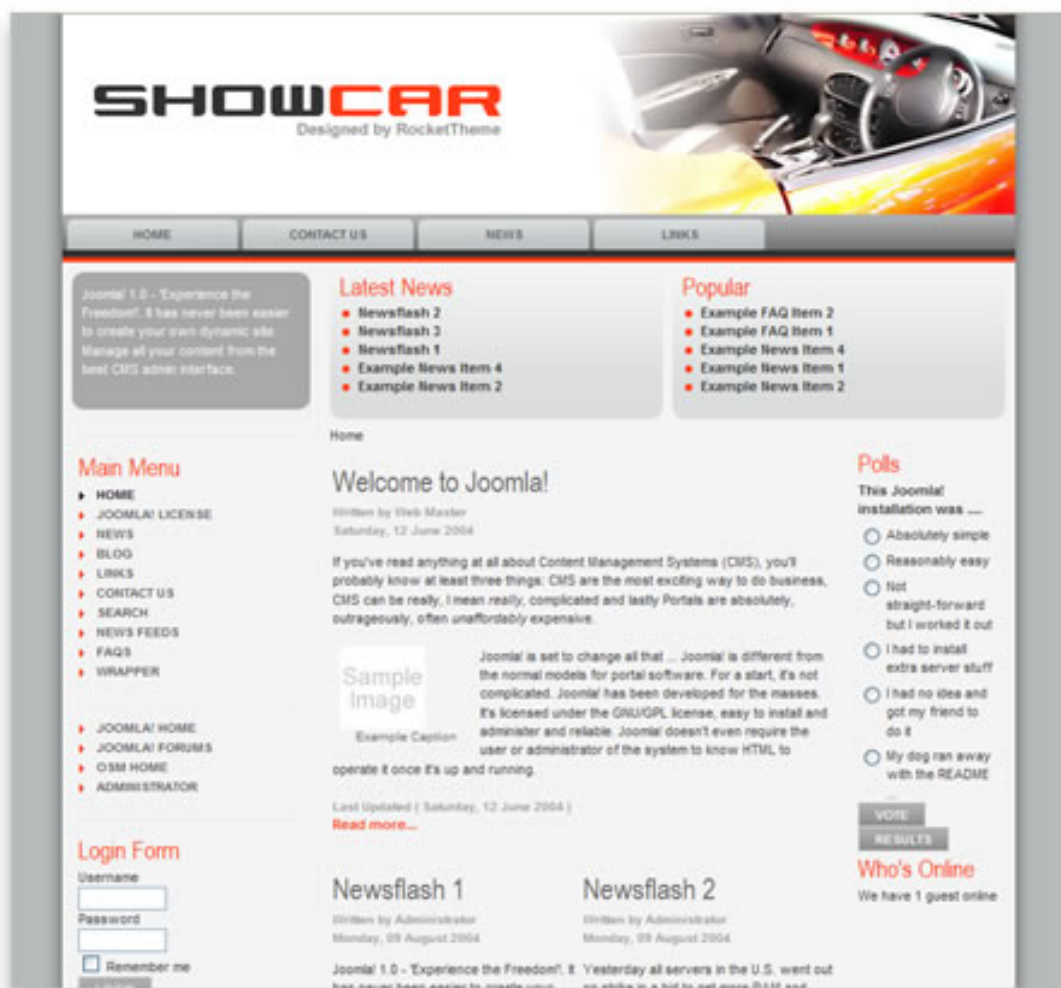 SHOWCAR
Designed by RocketTheme
HOME
CONTACT US
NEWS
LINKS
Joomla! 1.0 - 'Experience the
Freedom!'. It has never been easier
to create your own dynamic site
Manage all your content from the
best CMS admin interface.
Latest News
Newsflash 2
Newsflash 3
Newsflash 1
Example News Item 4
Example News Item 2
Popular
Example FAQ Item 2
Example FAQ Item 1
Example News Item 4
Example News Item 1
Example News Item 2
Home
Main Menu
HOME
JOOMLA! LICENSE
NEWS
BLOG
LINKS
CONTACT US
SEARCH
NEWS FEEDS
FAQS
WRAPPER
JOOMLA! HOME
JOOMLA! FORUMS
OSM HOME
ADMINISTRATOR
Login Form
Username
Password
Remember me
Welcome to Joomla!
Written by Web Master
Saturday, 12 June 2004
If you've read anything at all about Content Management Systems (CMS), you'll
probably know at least three things: CMS are the most exciting way to do business,
CMS can be really, I mean really, complicated and lastly Portals are absolutely,
outrageously, often unaffordably expensive.
Sample
Image
Example Caption
Joomla! is set to change all that ... Joomla! is different from
the normal models for portal software. For a start, it's not
complicated. Joomla! has been developed for the masses.
It's licensed under the GNU/GPL license, easy to install and
administer and reliable. Joomla! doesn't even require the
user or administrator of the system to know HTML to
operate it once it's up and running.
Last Updated ( Saturday, 12 June 2004 )
Read more...
Newsflash 1
Written by Administrator
Monday, 09 August 2004
Joomla! 1.0 - 'Experience the Freedom!'. It
has never been easier to create your
Newsflash 2
Written by Administrator
Monday, 09 August 2004
Yesterday all servers in the U.S. went out
on strike in a bid to get more RAM and
Polls
This Joomla!
installation was ....
Absolutely simple
Reasonably easy
Not
straight-forward
but I worked it out
I had to install
extra server stuff
I had no idea and
got my friend to
do it
My dog ran away
with the README
...
VOTE
RESULTS
Who's Online
We have 1 guest online